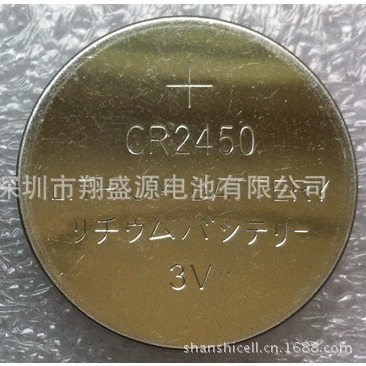 +
CR2450
深圳市翔盛源电池有限公司
リチウムバッテリー
3V
shanshicell.cn.1688.com